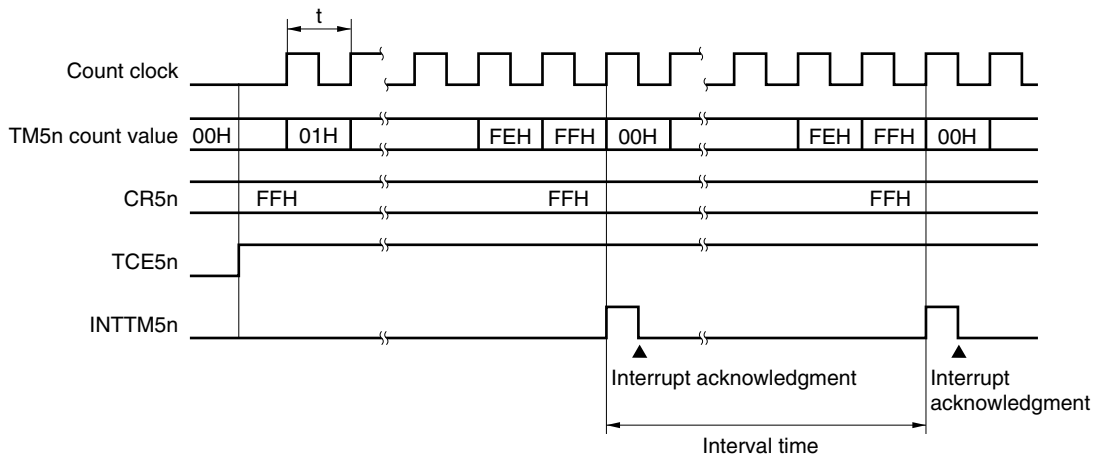 t
Count clock
TM5n count value 00H 01H FEH FFH 00H FEH FFH 00H
CR5n FFH FFH FFH
TCE5n
INTTM5n
Interrupt acknowledgment
Interrupt
acknowledgment
Interval time